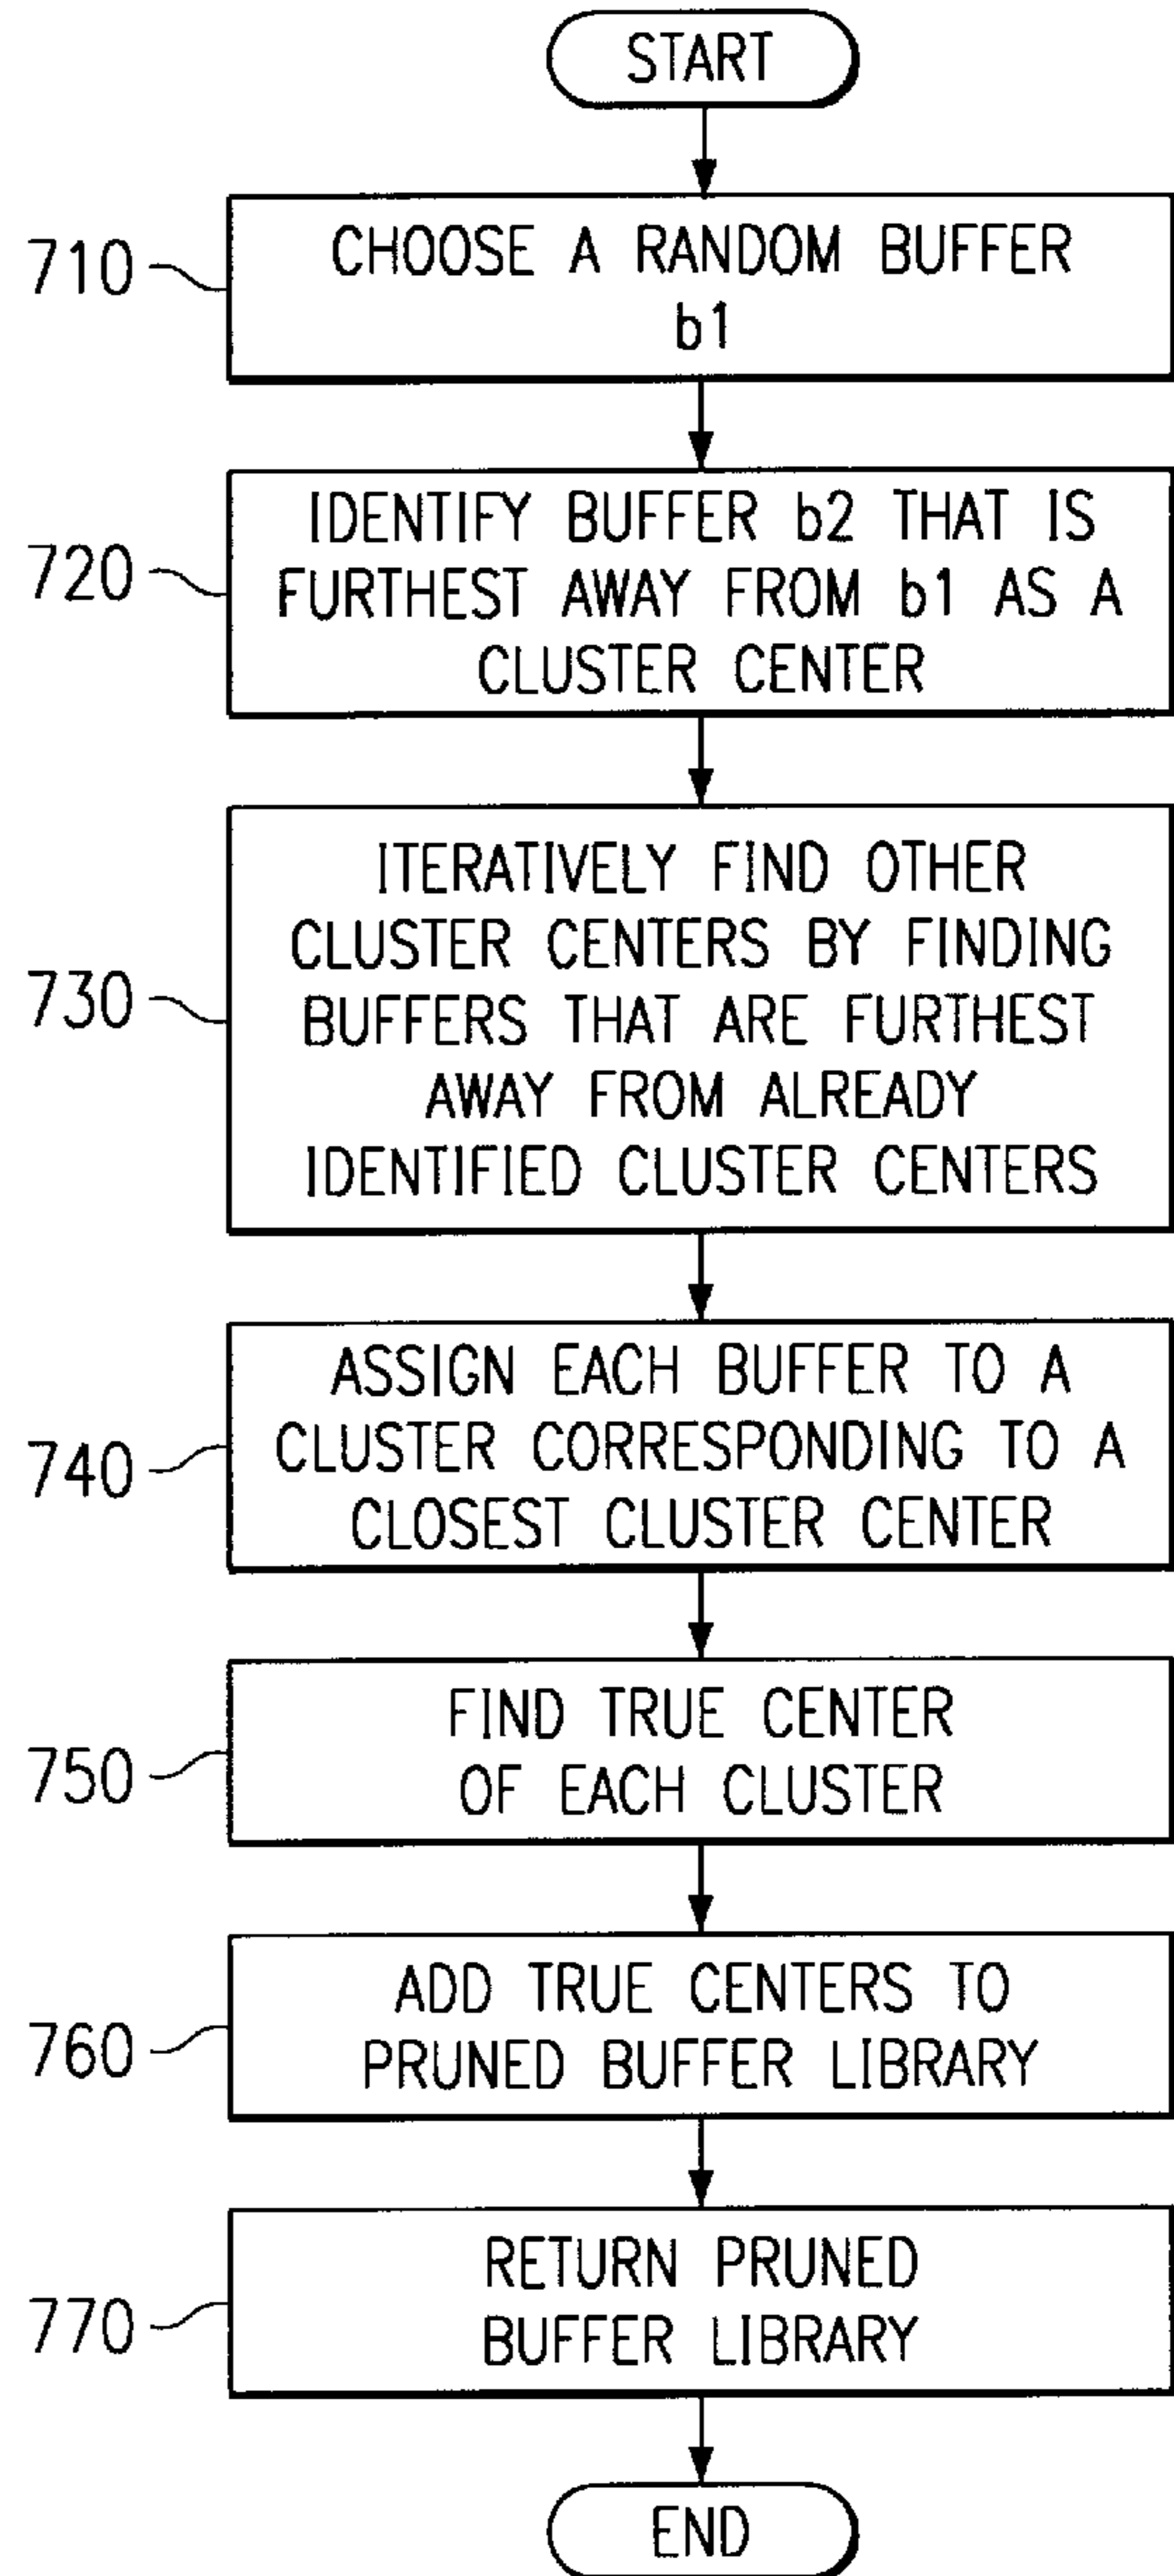 START
710
CHOOSE A RANDOM BUFFER
b1
720
IDENTIFY BUFFER b2 THAT IS
FURTHEST AWAY FROM b1 AS A
CLUSTER CENTER
730
ITERATIVELY FIND OTHER
CLUSTER CENTERS BY FINDING
BUFFERS THAT ARE FURTHEST
AWAY FROM ALREADY
IDENTIFIED CLUSTER CENTERS
740
ASSIGN EACH BUFFER TO A
CLUSTER CORRESPONDING TO A
CLOSEST CLUSTER CENTER
750
FIND TRUE CENTER
OF EACH CLUSTER
760
ADD TRUE CENTERS TO
PRUNED BUFFER LIBRARY
770
RETURN PRUNED
BUFFER LIBRARY
END